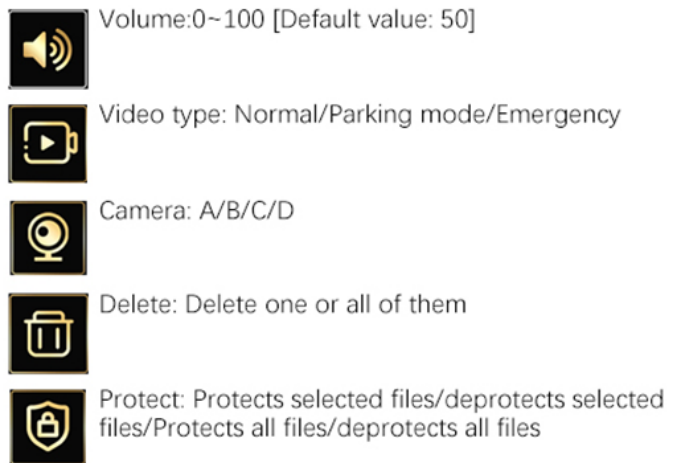 Volume:0~100 [Default value: 50]
Video type: Normal/Parking mode/Emergency
Camera: A/B/C/D
Delete: Delete one or all of them
Protect: Protects selected files/deprotects selected
files/Protects all files/deprotects all files